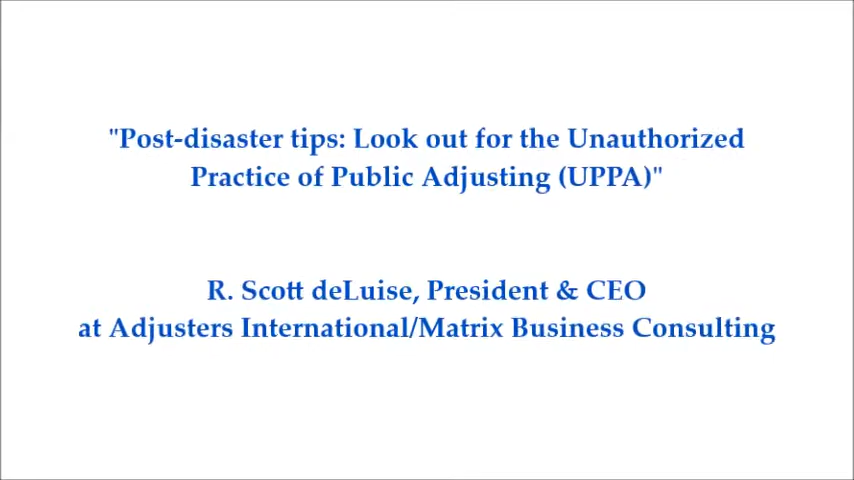 "Post-disaster tips: Look out for the Unauthorized
Practice of Public Adjusting (UPPA)"
R. Scott deLuise, President & CEO
at Adjusters International/Matrix Business Consulting